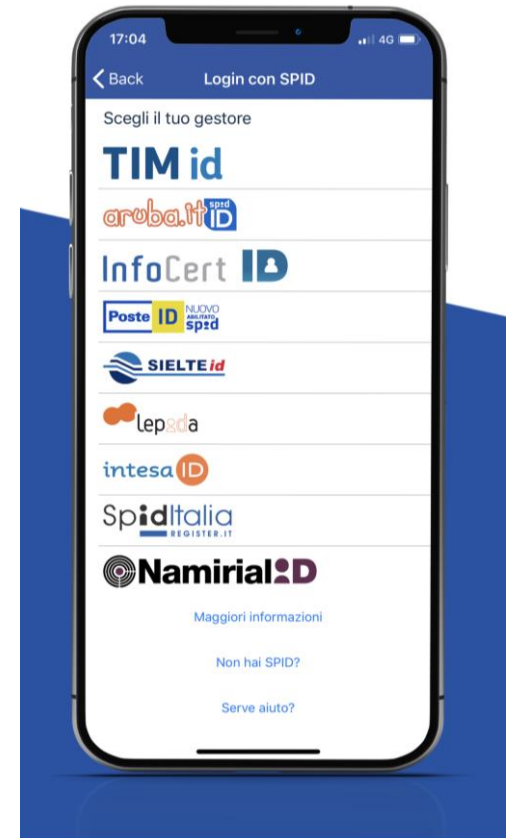 17:04
4G
Back
Login con SPID
Scegli il tuo gestore
TIM id
aruba.it spid ID
InfoCert ID
Poste ID NUOVO
ABILITATO
spid
SIELTE id
lepida
intesa ID
SpidItalia
REGISTER.IT
Namirial ID
Maggiori informazioni
Non hai SPID?
Serve aiuto?